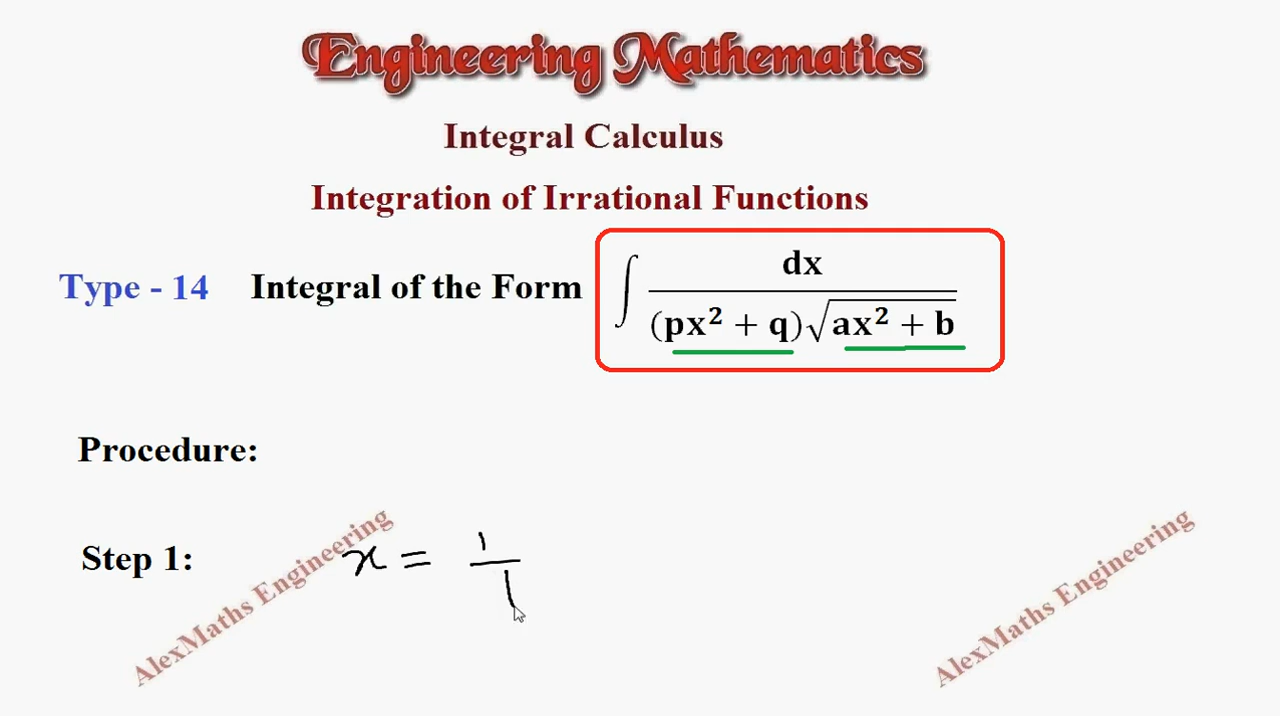 Engineering Mathematics
Integral Calculus
Integration of Irrational Functions
Type - 14 Integral of the Form ∫ dx / (px² + q)√(ax² + b)
Procedure:
Step 1: x = 1/
AlexMaths Engineering
AlexMaths Engineering